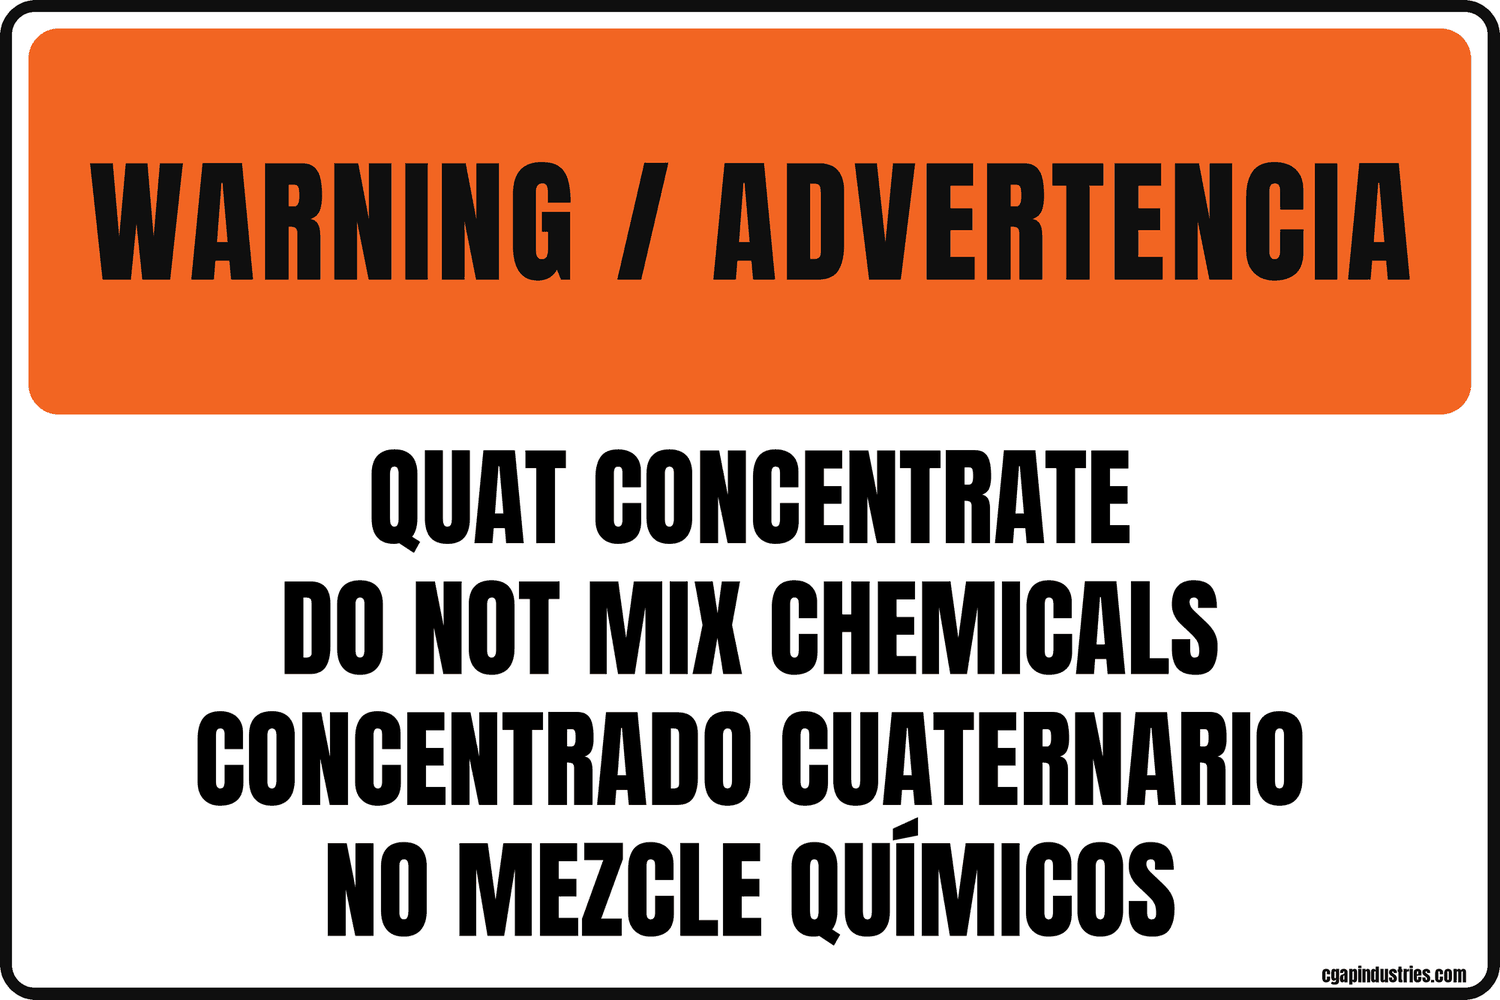 WARNING / ADVERTENCIA
QUAT CONCENTRATE
DO NOT MIX CHEMICALS
CONCENTRADO CUATERNARIO
NO MEZCLE QUÍMICOS
cgapindustries.com